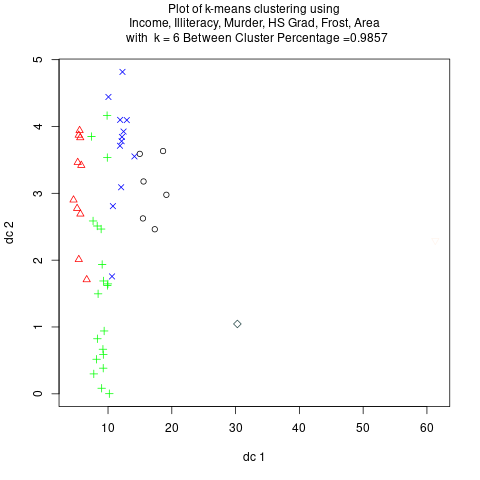 Plot of k-means clustering using
Income, Illiteracy, Murder, HS Grad, Frost, Area
with k = 6 Between Cluster Percentage =0.9857
5
4
3
2
1
0
dc 2
10 20 30 40 50 60
dc 1